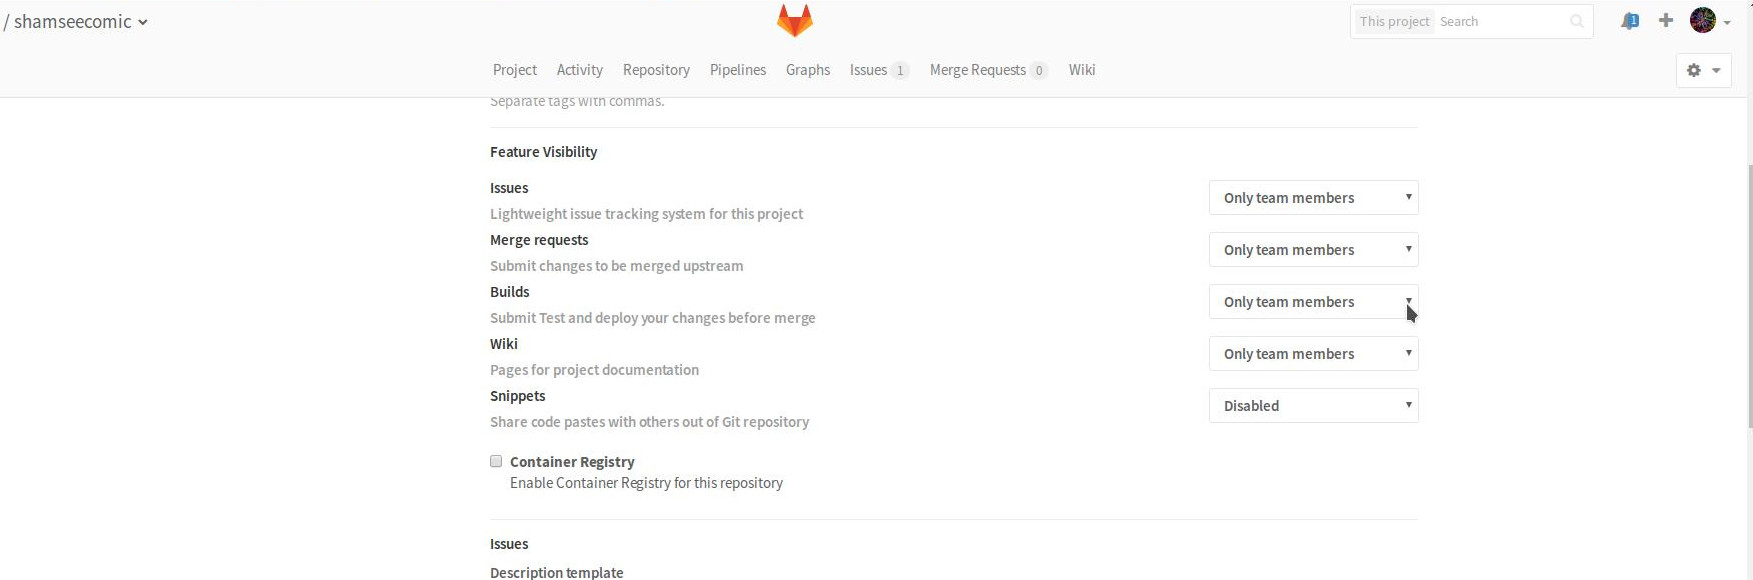 / shamseecomic
This project Search
1
Project Activity Repository Pipelines Graphs Issues 1 Merge Requests 0 Wiki
Separate tags with commas.
Feature Visibility
Issues
Only team members
Lightweight issue tracking system for this project
Merge requests
Only team members
Submit changes to be merged upstream
Builds
Only team members
Submit Test and deploy your changes before merge
Wiki
Only team members
Pages for project documentation
Snippets
Disabled
Share code pastes with others out of Git repository
Container Registry
Enable Container Registry for this repository
Issues
Description template